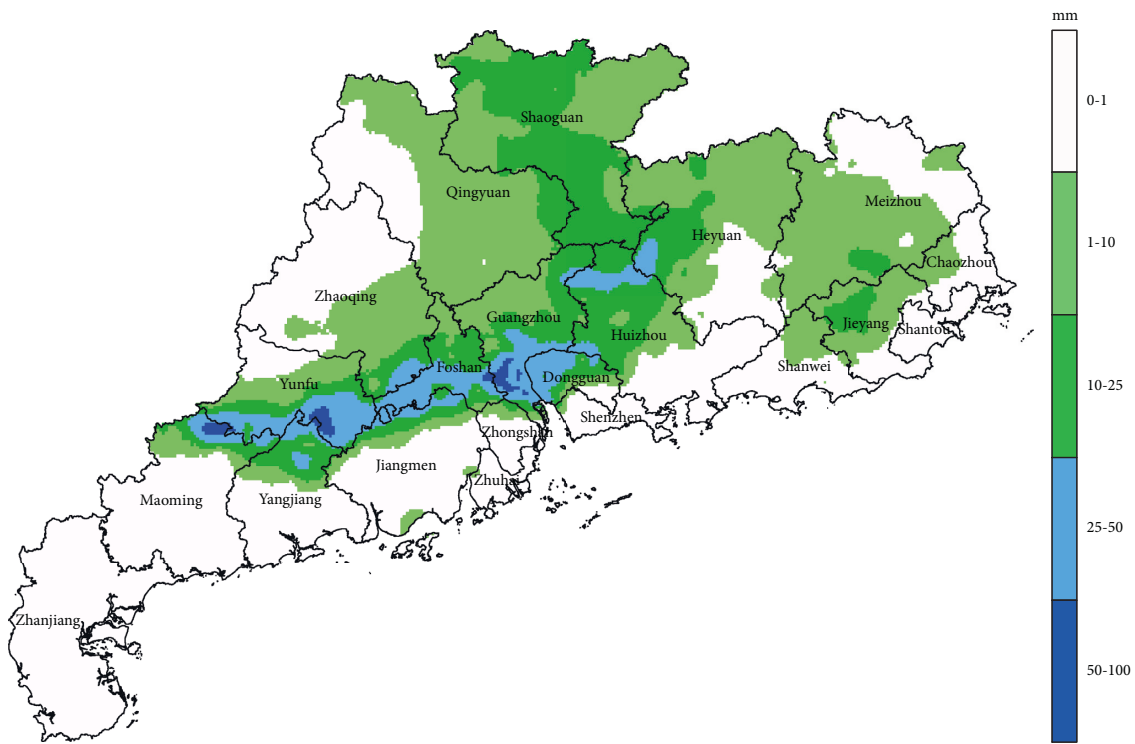 mm
0-1
Shaoguan
Qingyuan
1-10
Meizhou
Heyuan
Chaozhou
Zhaoqing
Guangzhou
Jieyang
Shantou
Huizhou
Foshan
Shanwei
Dongguan
Yunfu
10-25
Shenzhen
Zhongshan
Jiangmen
Zhuhai
Maoming
Yangjiang
25-50
Zhanjiang
50-100